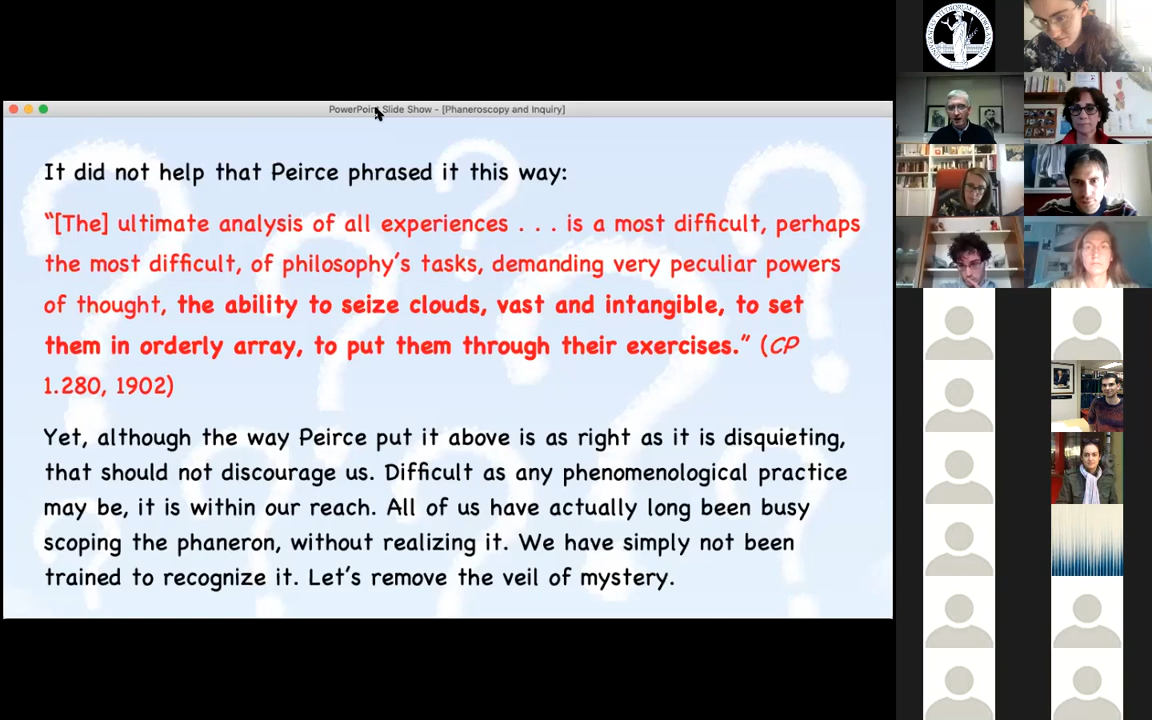 PowerPoint Slide Show - [Phaneroscopy and Inquiry]
It did not help that Peirce phrased it this way:
“[The] ultimate analysis of all experiences . . . is a most difficult, perhaps
the most difficult, of philosophy’s tasks, demanding very peculiar powers
of thought, the ability to seize clouds, vast and intangible, to set
them in orderly array, to put them through their exercises.” (CP
1.280, 1902)
Yet, although the way Peirce put it above is as right as it is disquieting,
that should not discourage us. Difficult as any phenomenological practice
may be, it is within our reach. All of us have actually long been busy
scoping the phaneron, without realizing it. We have simply not been
trained to recognize it. Let’s remove the veil of mystery.